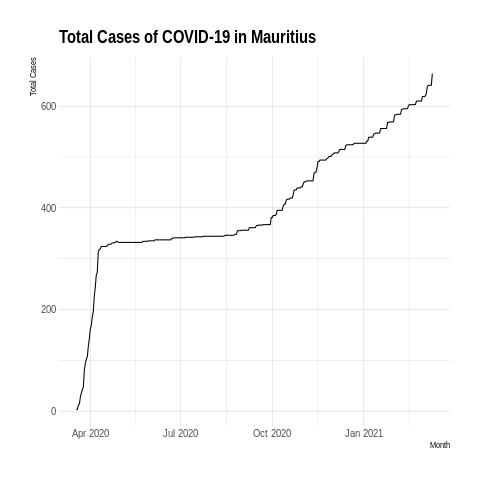 Total Cases of COVID-19 in Mauritius
Total Cases
600
400
200
0
Apr 2020 Jul 2020 Oct 2020 Jan 2021
Month